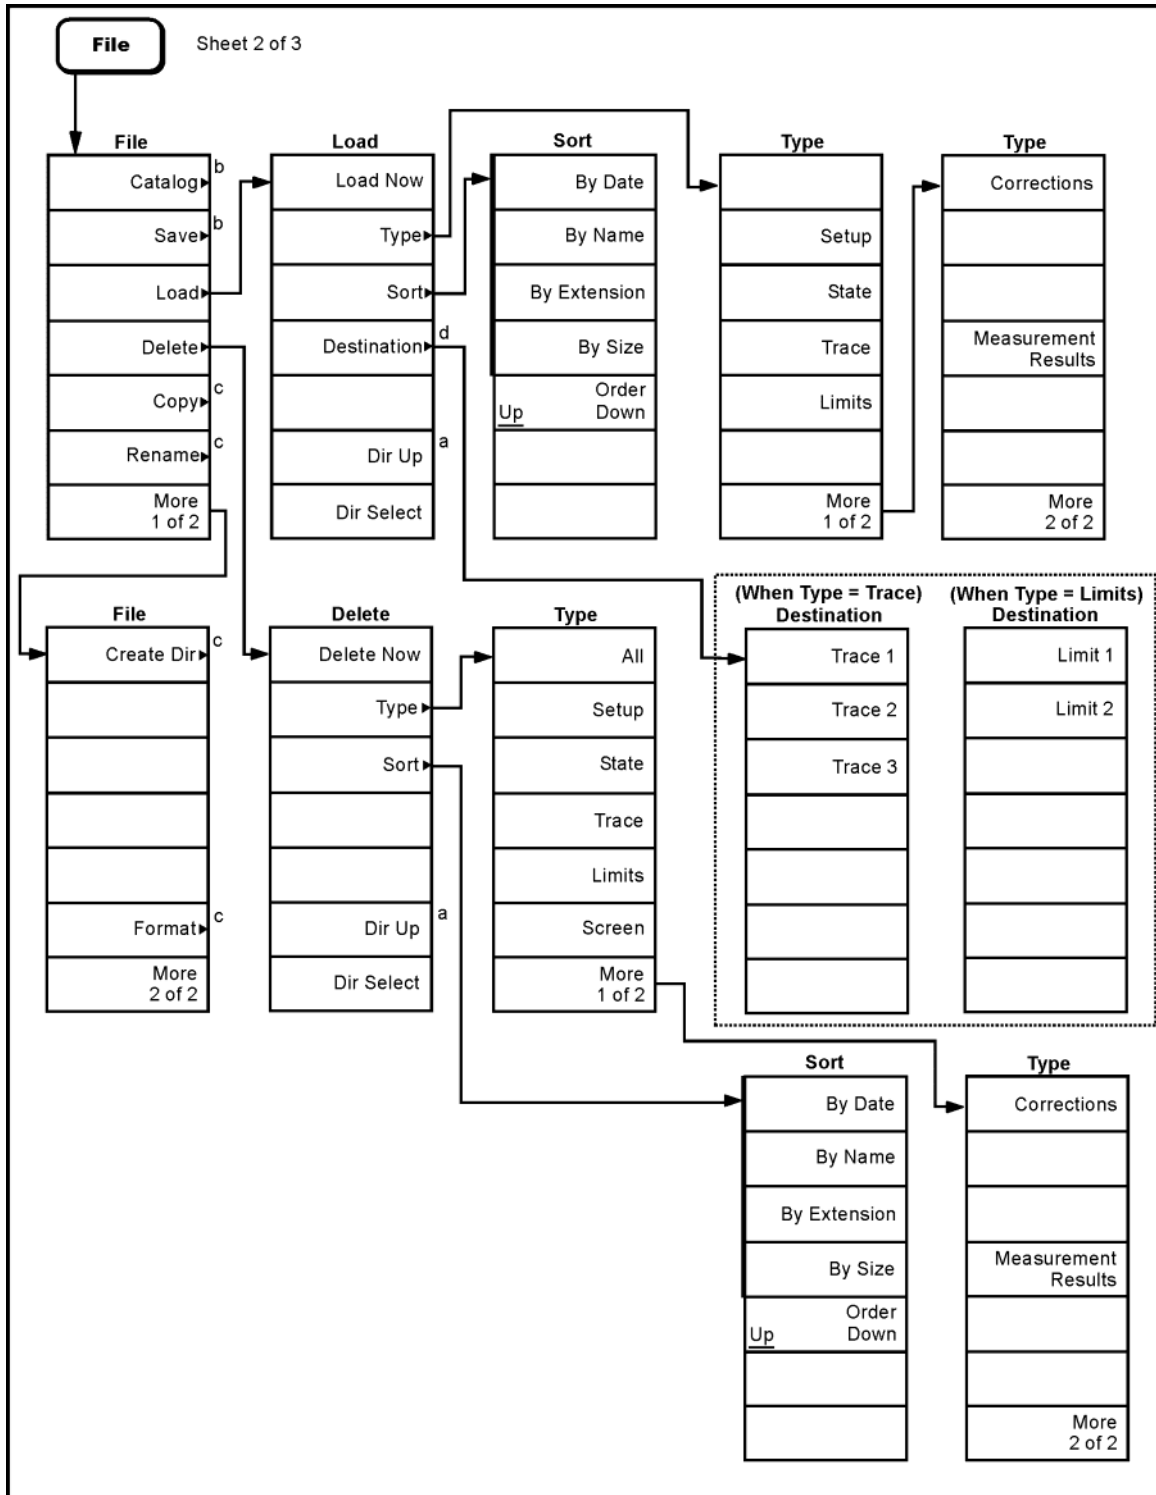 File
Sheet 2 of 3
File
Catalog
b
Save
b
Load
Delete
Copy
c
Rename
c
More
1 of 2
Load
Load Now
Type
Sort
Destination
d
Dir Up
a
Dir Select
Sort
By Date
By Name
By Extension
By Size
Order
Up Down
Type
Setup
State
Trace
Limits
More
1 of 2
Type
Corrections
Measurement
Results
More
2 of 2
File
Create Dir
c
Format
c
More
2 of 2
Delete
Delete Now
Type
Sort
Dir Up
a
Dir Select
Type
All
Setup
State
Trace
Limits
Screen
More
1 of 2
(When Type = Trace)
Destination
Trace 1
Trace 2
Trace 3
(When Type = Limits)
Destination
Limit 1
Limit 2
Sort
By Date
By Name
By Extension
By Size
Order
Up Down
Type
Corrections
Measurement
Results
More
2 of 2